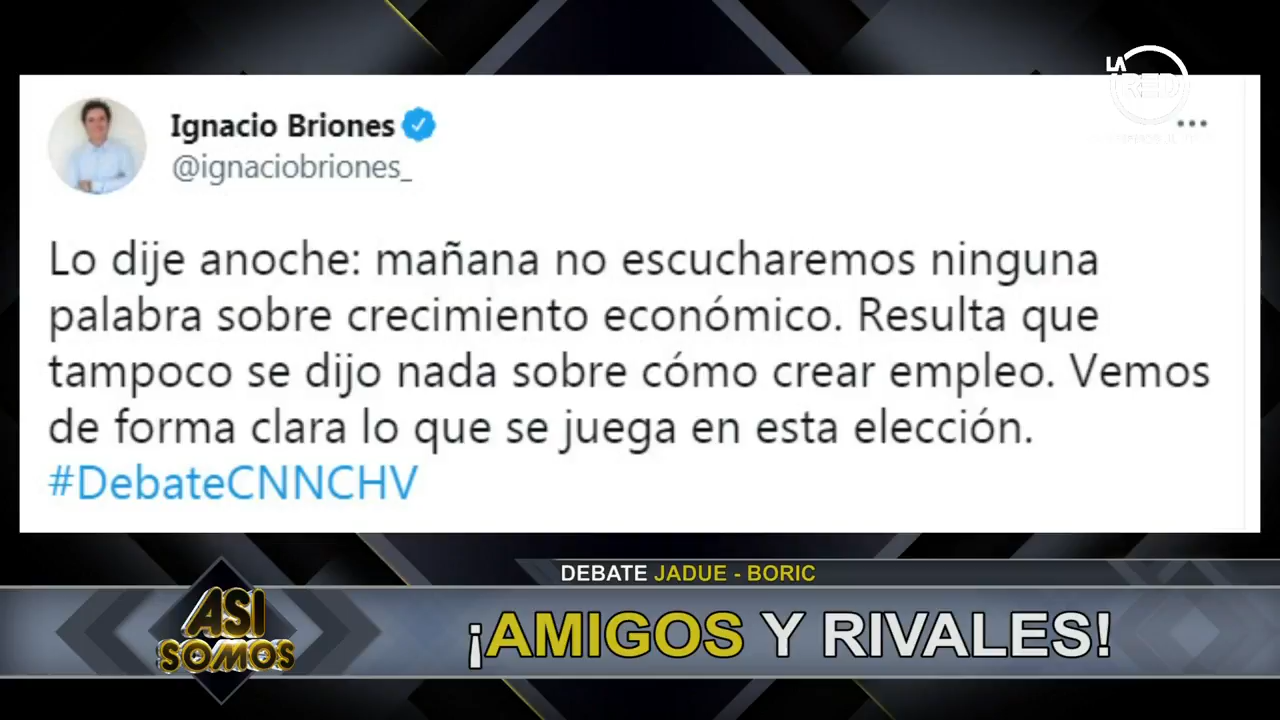 LA
RED
Ignacio Briones
@ignaciobriones_
Lo dije anoche: mañana no escucharemos ninguna
palabra sobre crecimiento económico. Resulta que
tampoco se dijo nada sobre cómo crear empleo. Vemos
de forma clara lo que se juega en esta elección.
#DebateCNNCHV
DEBATE JADUE - BORIC
ASI
SOMOS
¡AMIGOS Y RIVALES!